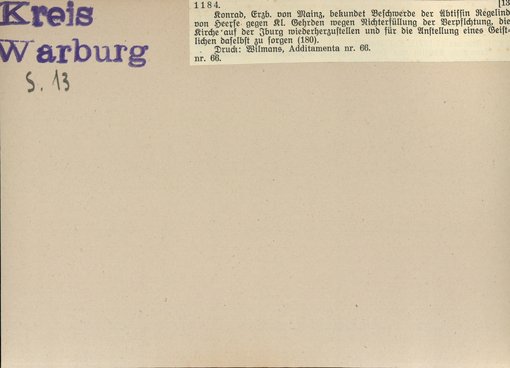 Kreis
Warburg
S. 13
1184. [13
Konrad, Erzb. von Mainz, bekundet Beschwerde der Abtissin Regelind
von Heerse gegen Kl. Gehrden wegen Nichterfüllung der Verpflichtung, die
Kirche auf der Iburg wiederherzustellen und für die Anstellung eines Geist-
lichen daselbst zu sorgen (180).
Druck: Wilmans, Additamenta nr. 66.
nr. 66.